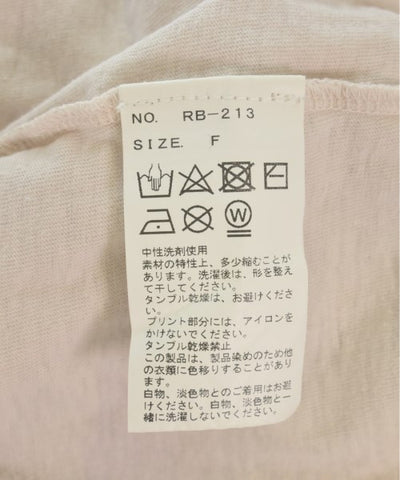 NO. RB-213
SIZE. F
W
中性洗剤使用
素材の特性上、多少縮むことが
あります。洗濯後は、形を整え
て干してください。
タンブル乾燥は、お避けくださ
い。
プリント部分には、アイロンを
かけないでください。
タンブル乾燥禁止
この製品は、製品染めのため他
の衣類に色移りすることがあり
ます。
白物、淡色物とのご着用はお避
けください。白物、淡色物と一
緒に洗濯しないでください。